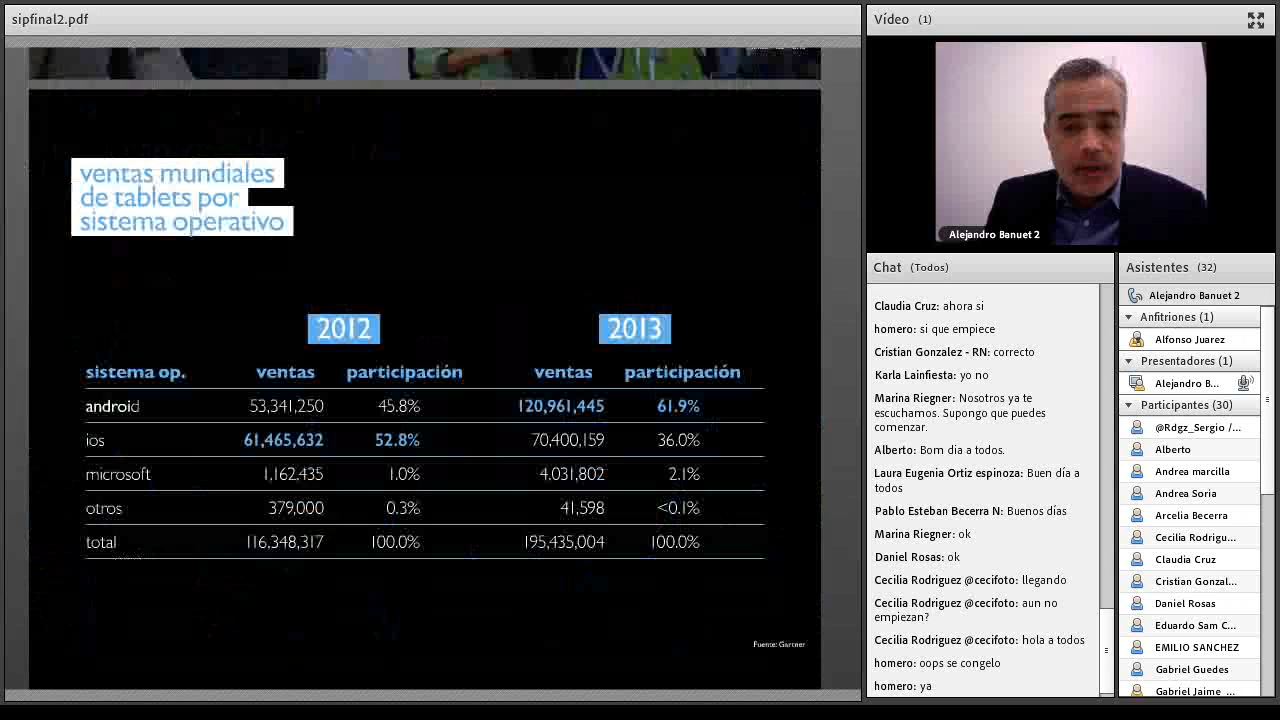 sipfinal2.pdf
ventas mundiales
de tablets por
sistema operativo
2012 2013
sistema op. ventas participación ventas participación
android 53,341,250 45.8% 120,961,445 61.9%
ios 61,465,632 52.8% 70,400,159 36.0%
microsoft 1,162,435 1.0% 4,031,802 2.1%
otros 379,000 0.3% 41,598 <0.1%
total 116,348,317 100.0% 195,435,004 100.0%
Fuente: Gartner
Vídeo (1)
Alejandro Banuet 2
Chat (Todos)
Claudia Cruz: ahora si
homero: si que empiece
Cristian Gonzalez - RN: correcto
Karla Lainfiesta: yo no
Marina Riegner: Nosotros ya te
escuchamos. Supongo que puedes
comenzar.
Alberto: Bom dia a todos.
Laura Eugenia Ortiz espinoza: Buen día a
todos
Pablo Esteban Becerra N: Buenos días
Marina Riegner: ok
Daniel Rosas: ok
Cecilia Rodriguez @cecifoto: llegando
Cecilia Rodriguez @cecifoto: aun no
empiezan?
Cecilia Rodriguez @cecifoto: hola a todos
homero: oops se congelo
homero: ya
Asistentes (32)
Alejandro Banuet 2
Anfitriones (1)
Alfonso Juarez
Presentadores (1)
Alejandro B...
Participantes (30)
@Rdgz_Sergio /...
Alberto
Andrea marcilla
Andrea Soria
Arcelia Becerra
Cecilia Rodrigu...
Claudia Cruz
Cristian Gonzal...
Daniel Rosas
Eduardo Sam C...
EMILIO SANCHEZ
Gabriel Guedes
Gabriel Jaime ...